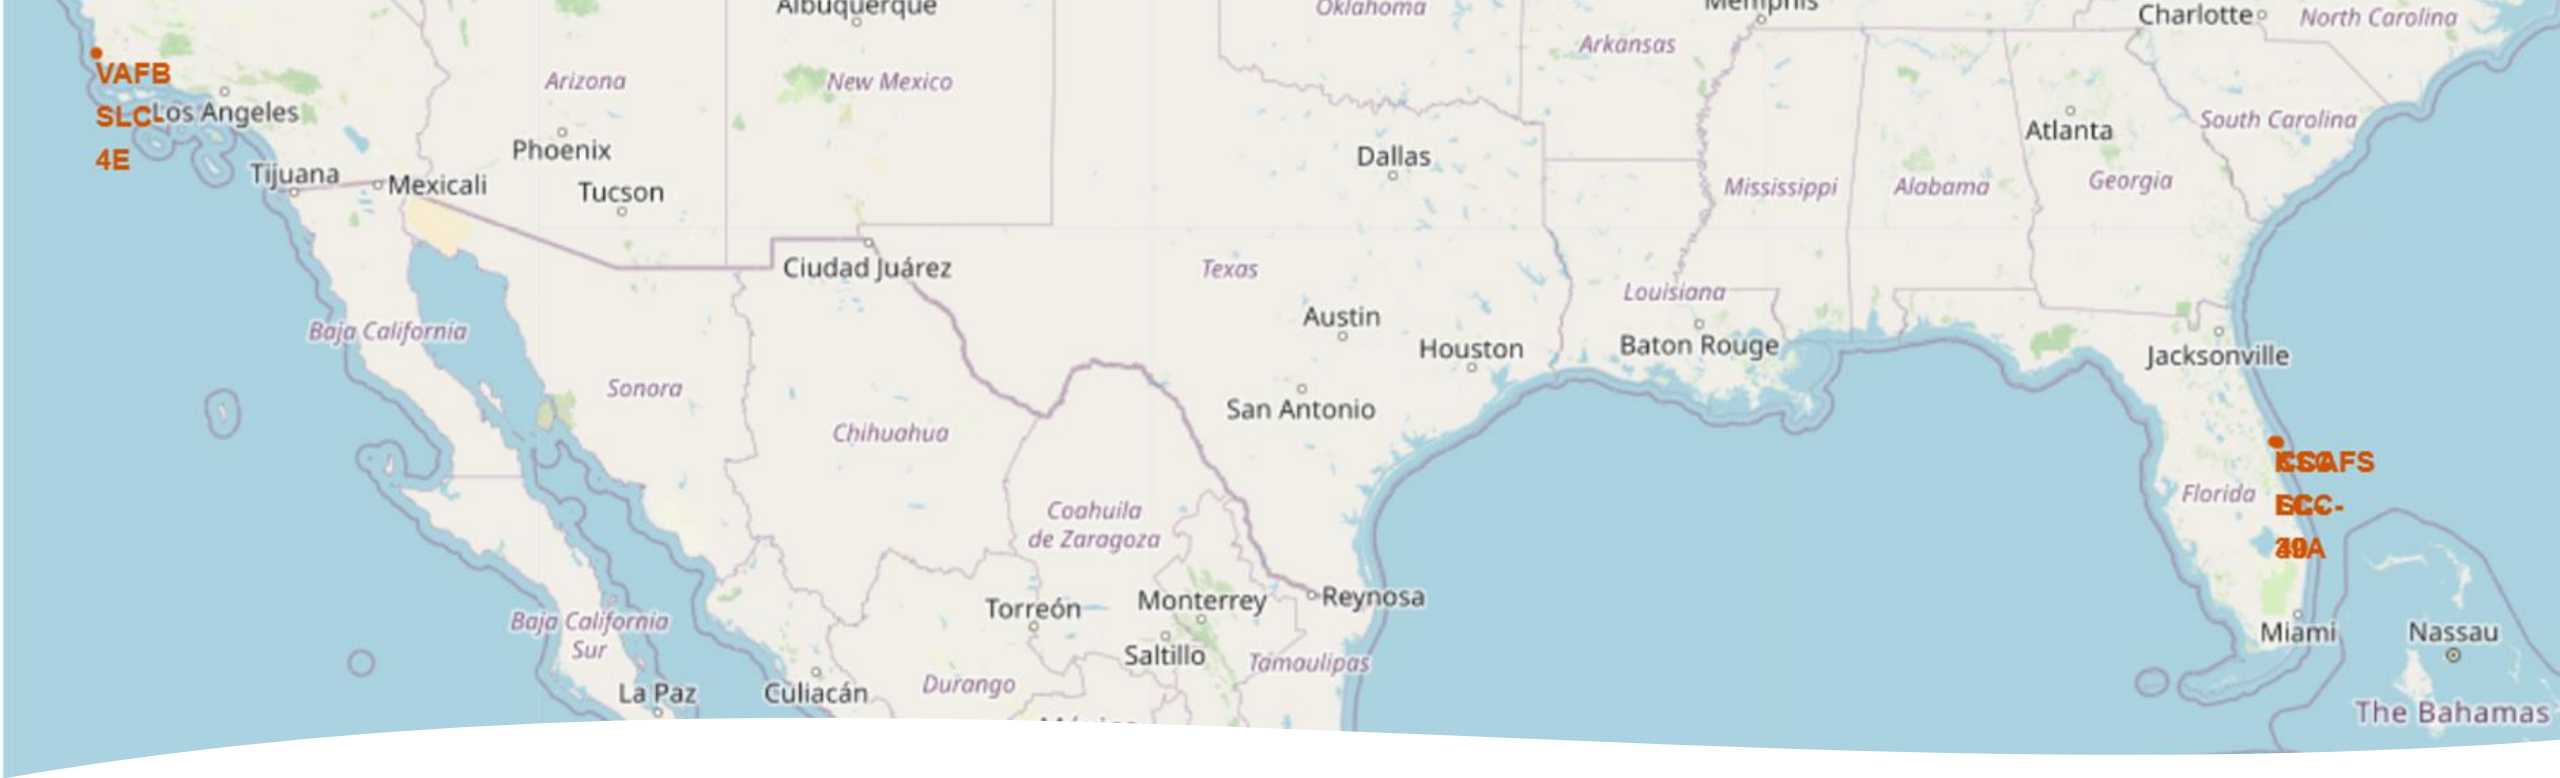 Albuquerque
Oklahoma
Memphis
Charlotte
North Carolina
Arkansas
VAFB
SLC-
4E
Los Angeles
Arizona
New Mexico
Phoenix
Dallas
Atlanta
South Carolina
Tijuana
Mexicali
Tucson
Mississippi
Alabama
Georgia
Ciudad Juárez
Texas
Louisiana
Austin
Houston
Baton Rouge
Jacksonville
Baja California
Sonora
San Antonio
Chihuahua
Florida
Coahuila
de Zaragoza
Torreón
Monterrey
Reynosa
Saltillo
Tamaulipas
Miami
Nassau
Baja California
Sur
La Paz
Culiacán
Durango
The Bahamas